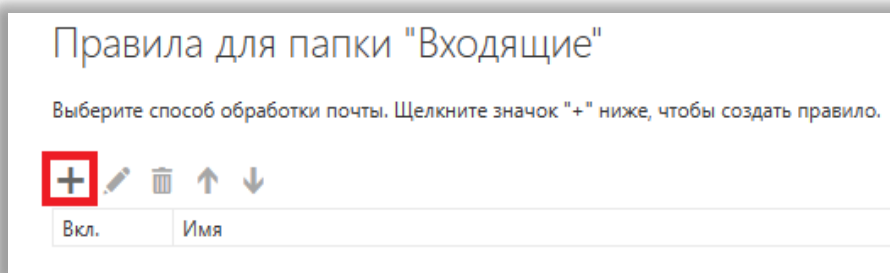 Правила для папки "Входящие"
Выберите способ обработки почты. Щелкните значок "+" ниже, чтобы создать правило.
Вкл. Имя